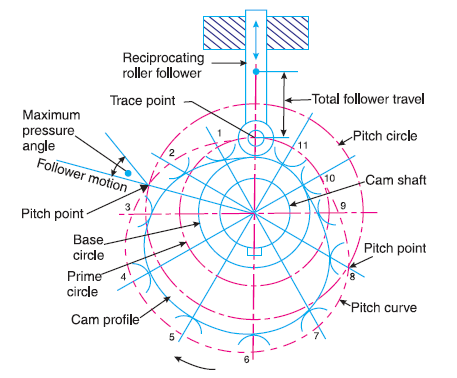 Reciprocating
roller follower
Trace point
Total follower travel
Maximum
pressure
angle
Pitch circle
Follower motion
Cam shaft
Pitch point
Base
circle
Pitch point
Prime
circle
Cam profile
Pitch curve
1
2
3
4
5
6
7
8
9
10
11